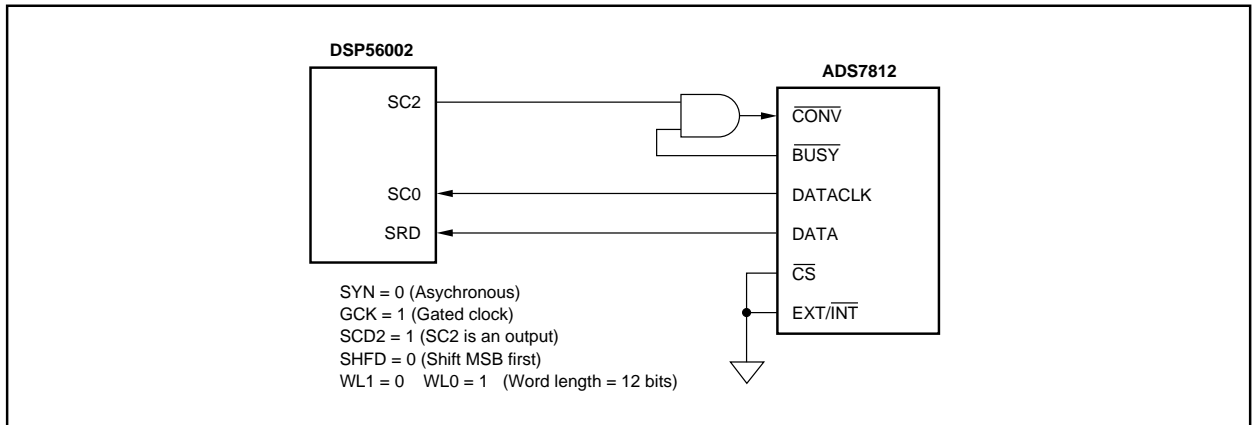 DSP56002
ADS7812
SC2
CONV
BUSY
SC0
DATACLK
SRD
DATA
CS
EXT/INT
SYN = 0 (Asychronous)
GCK = 1 (Gated clock)
SCD2 = 1 (SC2 is an output)
SHFD = 0 (Shift MSB first)
WL1 = 0 WL0 = 1 (Word length = 12 bits)